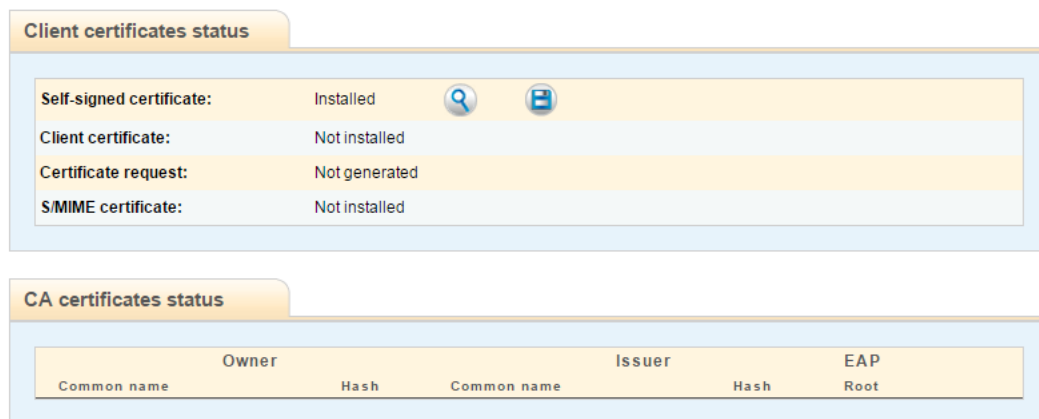 Client certificates status
Self-signed certificate: Installed
Client certificate: Not installed
Certificate request: Not generated
S/MIME certificate: Not installed
CA certificates status
Owner Issuer EAP
Common name Hash Common name Hash Root